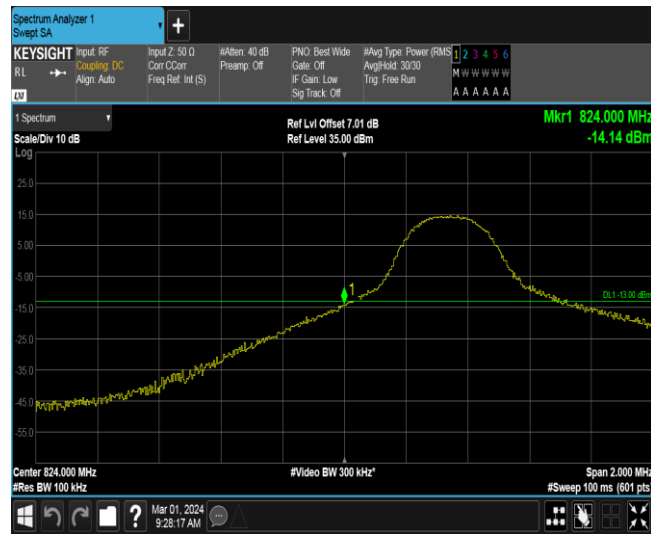 Spectrum Analyzer 1
Swept SA
+
KEYSIGHT
RL
LXI
Input: RF
Coupling: DC
Align: Auto
Input Z: 50 Ω
Corr CCorr
Freq Ref: Int (S)
#Atten: 40 dB
Preamp: Off
PNO: Best Wide
Gate: Off
IF Gain: Low
Sig Track: Off
#Avg Type: Power (RMS
Avg|Hold: 30/30
Trig: Free Run
1 2 3 4 5 6
M W W W W W
A A A A A A
1 Spectrum
Scale/Div 10 dB
Ref Lvl Offset 7.01 dB
Ref Level 35.00 dBm
Mkr1 824.000 MHz
-14.14 dBm
Log
25.0
15.0
5.00
-5.00
-15.0
-25.0
-35.0
-45.0
-55.0
1
DL1 -13.00 dBm
Center 824.000 MHz
#Res BW 100 kHz
#Video BW 300 kHz*
Span 2.000 MHz
#Sweep 100 ms (601 pts
?
Mar 01, 2024
9:28:17 AM